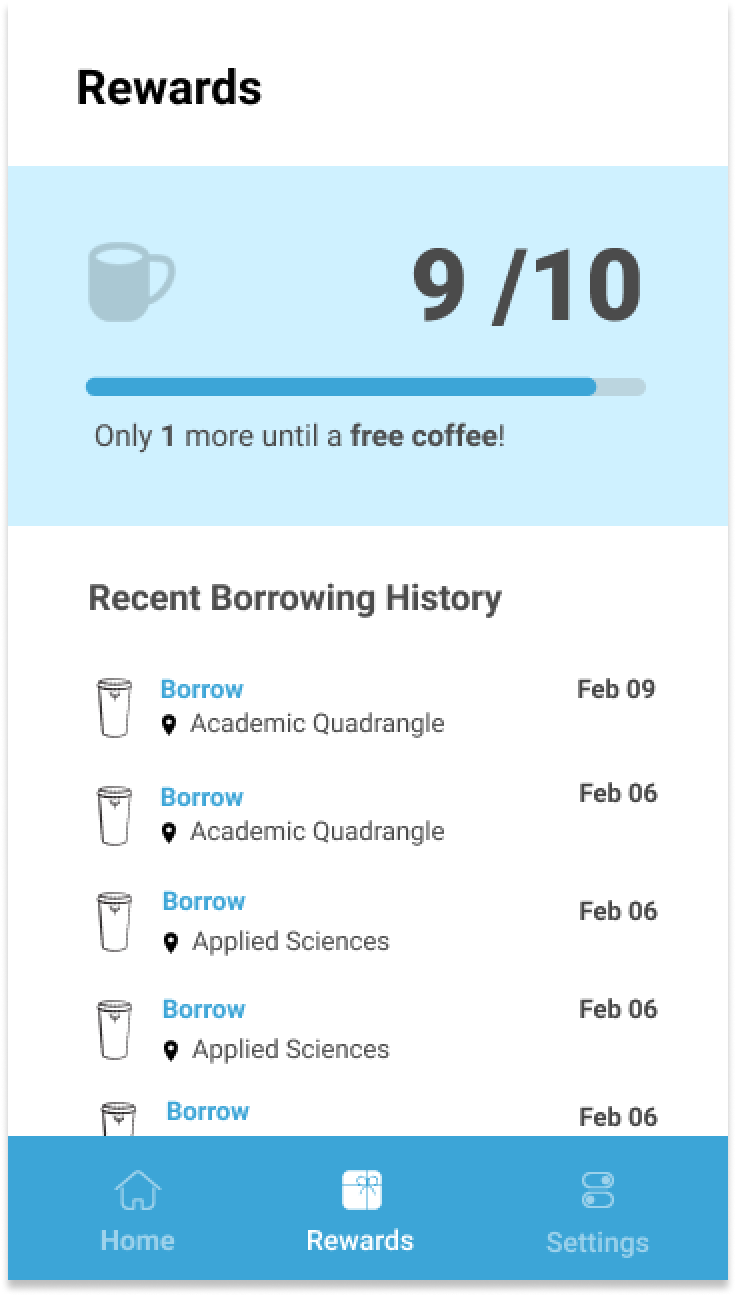 Rewards
9 /10
Only 1 more until a free coffee!
Recent Borrowing History
Borrow Feb 09
Academic Quadrangle
Borrow Feb 06
Academic Quadrangle
Borrow Feb 06
Applied Sciences
Borrow Feb 06
Applied Sciences
Borrow Feb 06
Home Rewards Settings